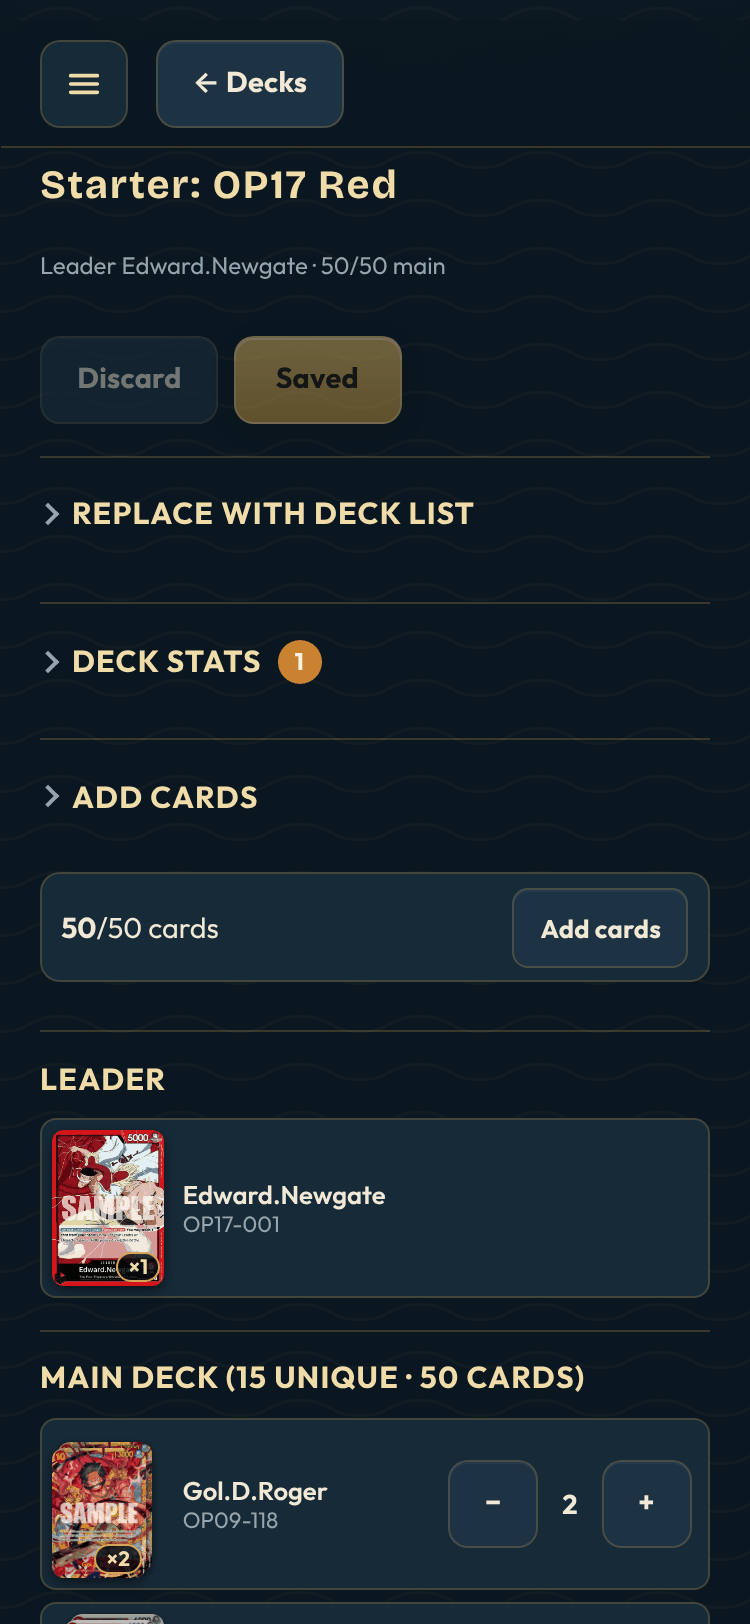 ← Decks
Starter: OP17 Red
Leader Edward.Newgate · 50/50 main
Discard
Saved
REPLACE WITH DECK LIST
DECK STATS 1
ADD CARDS
50/50 cards
Add cards
LEADER
5000
SAMPLE
×1
Edward.Newgate
OP17-001
MAIN DECK (15 UNIQUE · 50 CARDS)
SAMPLE
×2
Gol.D.Roger
OP09-118
−
2
+